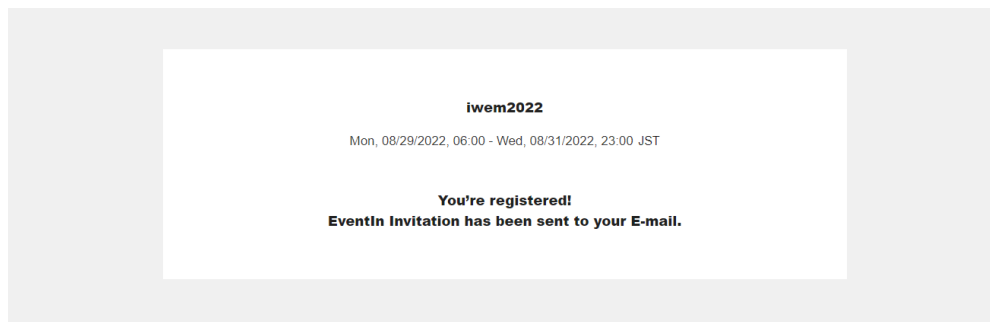 iwem2022
Mon, 08/29/2022, 06:00 - Wed, 08/31/2022, 23:00 JST
You’re registered!
EventIn Invitation has been sent to your E-mail.